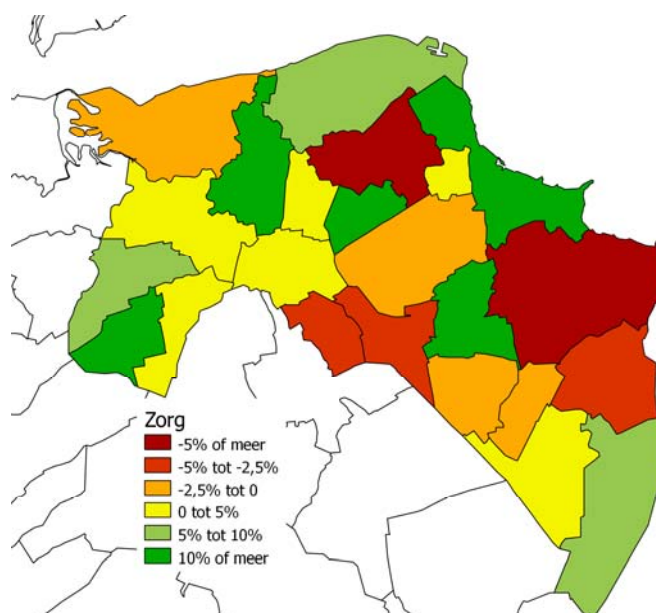 Zorg
-5% of meer
-5% tot -2,5%
-2,5% tot 0
0 tot 5%
5% tot 10%
10% of meer